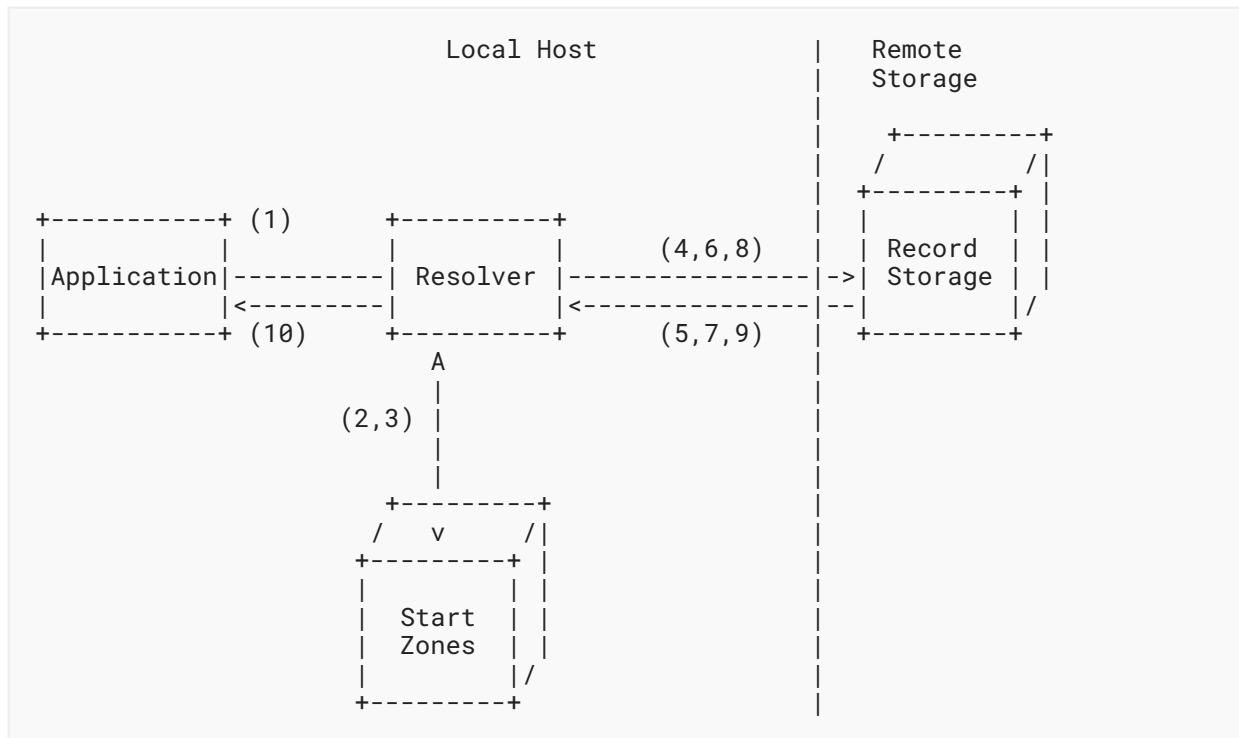 Local Host | Remote
| Storage
|
| +---------+
| / /|
| +---------+ |
+-----------+ (1) +----------+ | | | |
| | | | (4,6,8) | | Record | |
|Application|----------| Resolver |----------------|->| Storage | |
| |<---------| |<---------------|--| |/
+-----------+ (10) +----------+ (5,7,9) | +---------+
A |
| |
(2,3) | |
| |
| |
+---------+ |
/ v /| |
+---------+ | |
| | | |
| Start | | |
| Zones | | |
| |/ |
+---------+ |